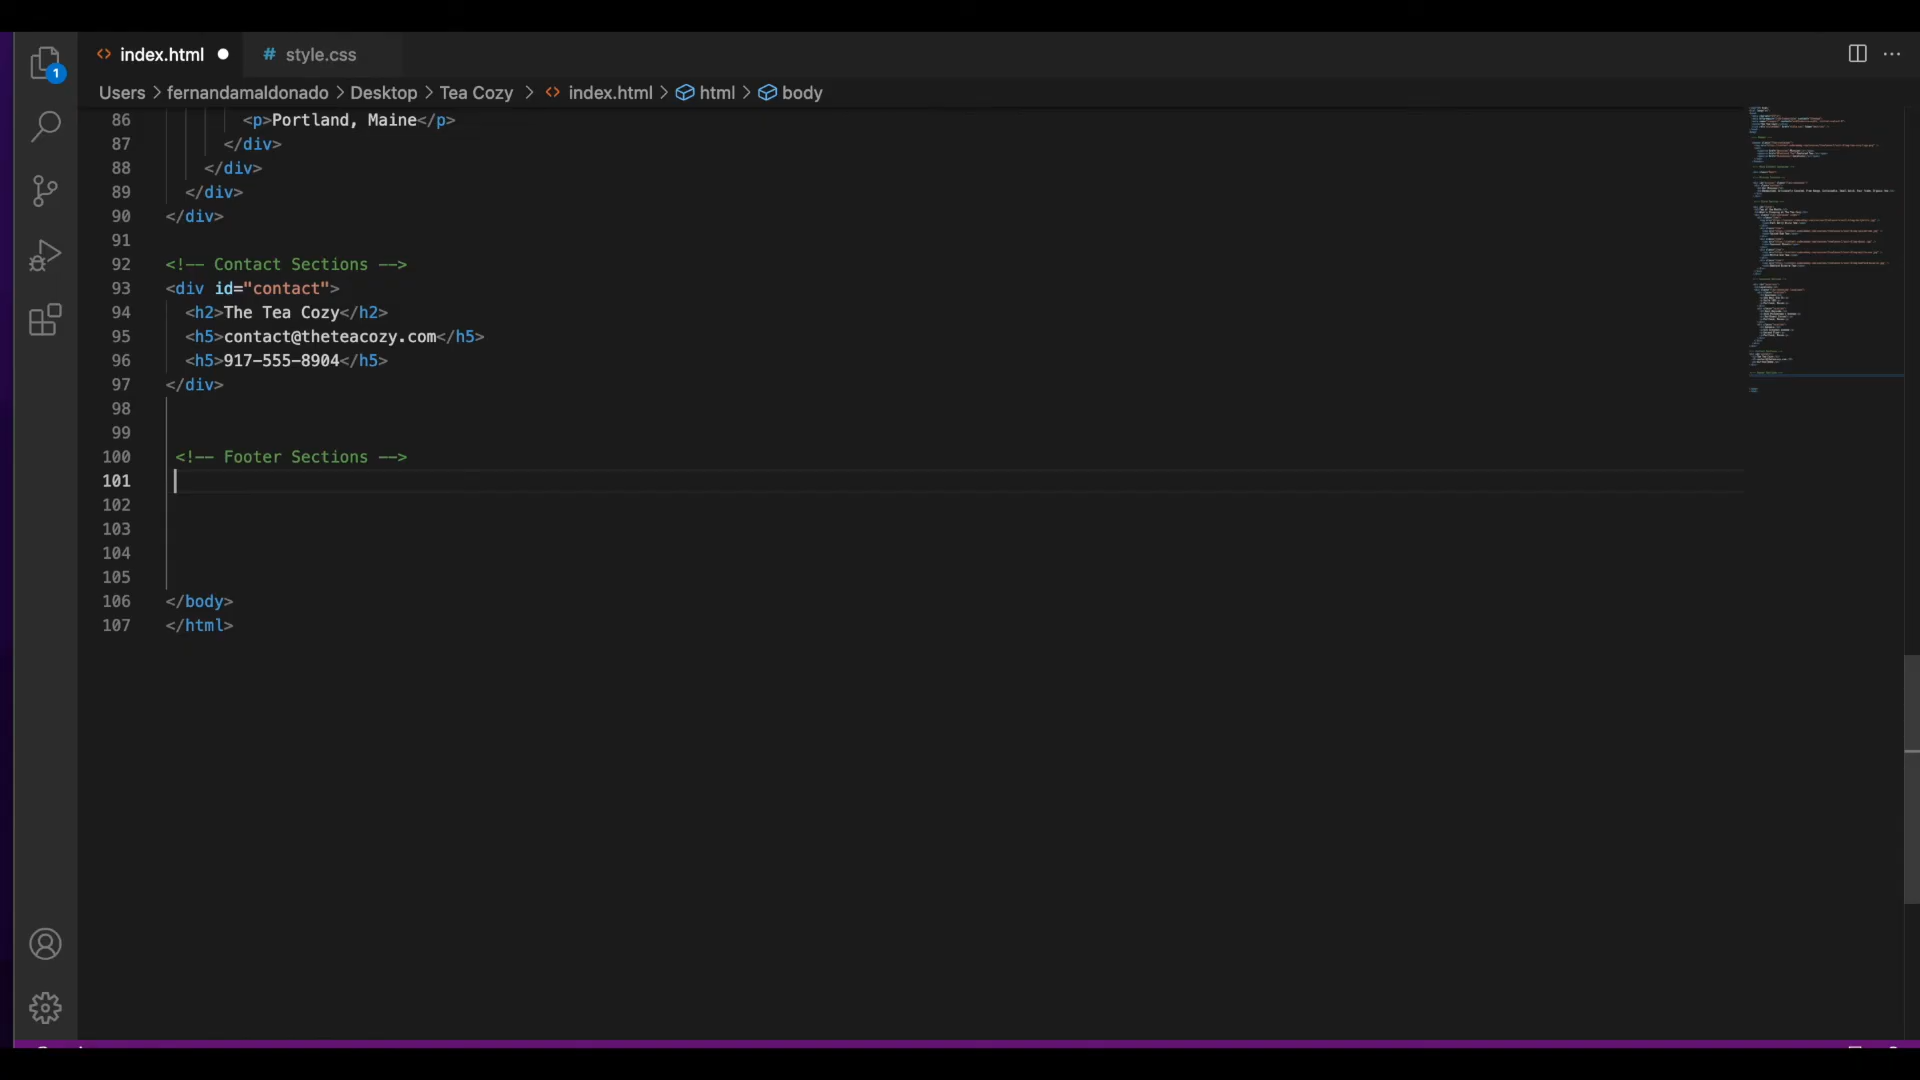 index.html
# style.css
1
Users > fernandamaldonado > Desktop > Tea Cozy > <> index.html > html > body
86 <p>Portland, Maine</p>
87 </div>
88 </div>
89 </div>
90 </div>
91
92 <!-- Contact Sections -->
93 <div id="contact">
94 <h2>The Tea Cozy</h2>
95 <h5>contact@theteacozy.com</h5>
96 <h5>917-555-8904</h5>
97 </div>
98
99
100 <!-- Footer Sections -->
101
102
103
104
105
106 </body>
107 </html>